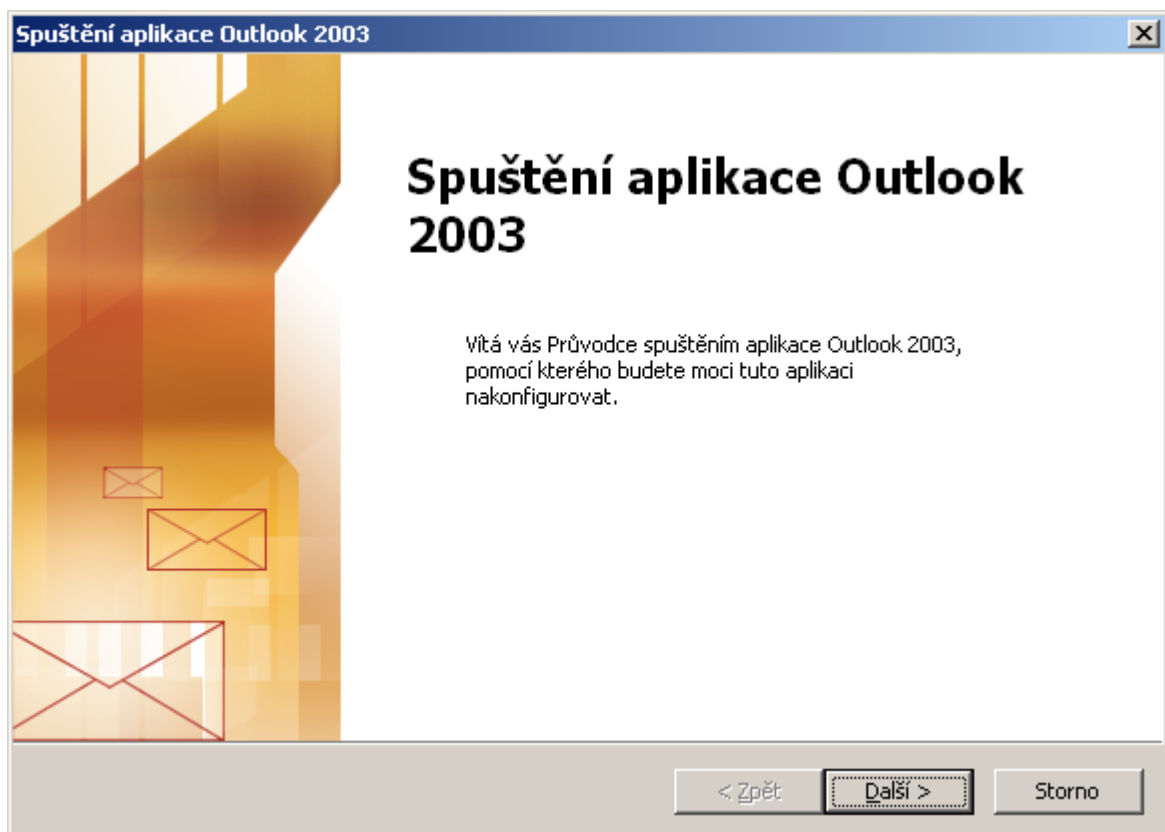 Spuštění aplikace Outlook 2003
Spuštění aplikace Outlook
2003
Vítá vás Průvodce spuštěním aplikace Outlook 2003,
pomocí kterého budete moci tuto aplikaci
nakonfigurovat.
< Zpět
Další >
Storno